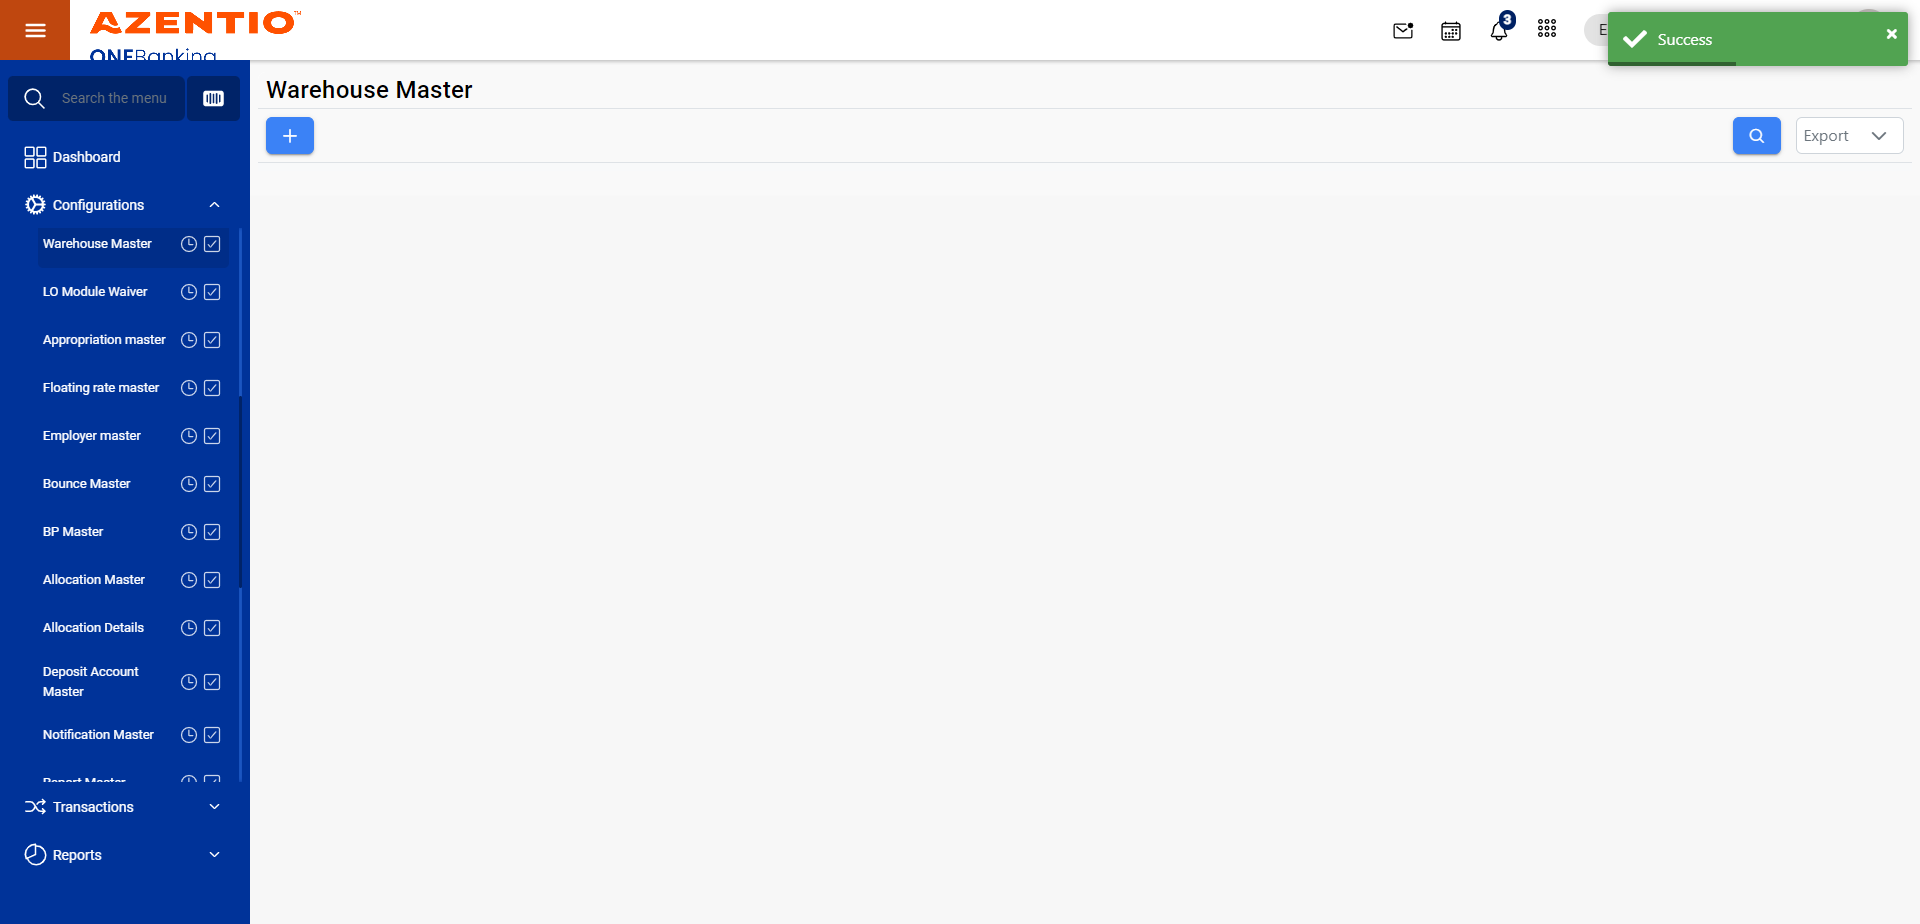 AZENTIO™
ONEBanking
3
E
Success
Search the menu
Warehouse Master
Export
Dashboard
Configurations
Warehouse Master
LO Module Waiver
Appropriation master
Floating rate master
Employer master
Bounce Master
BP Master
Allocation Master
Allocation Details
Deposit Account
Master
Notification Master
Report Master
Transactions
Reports